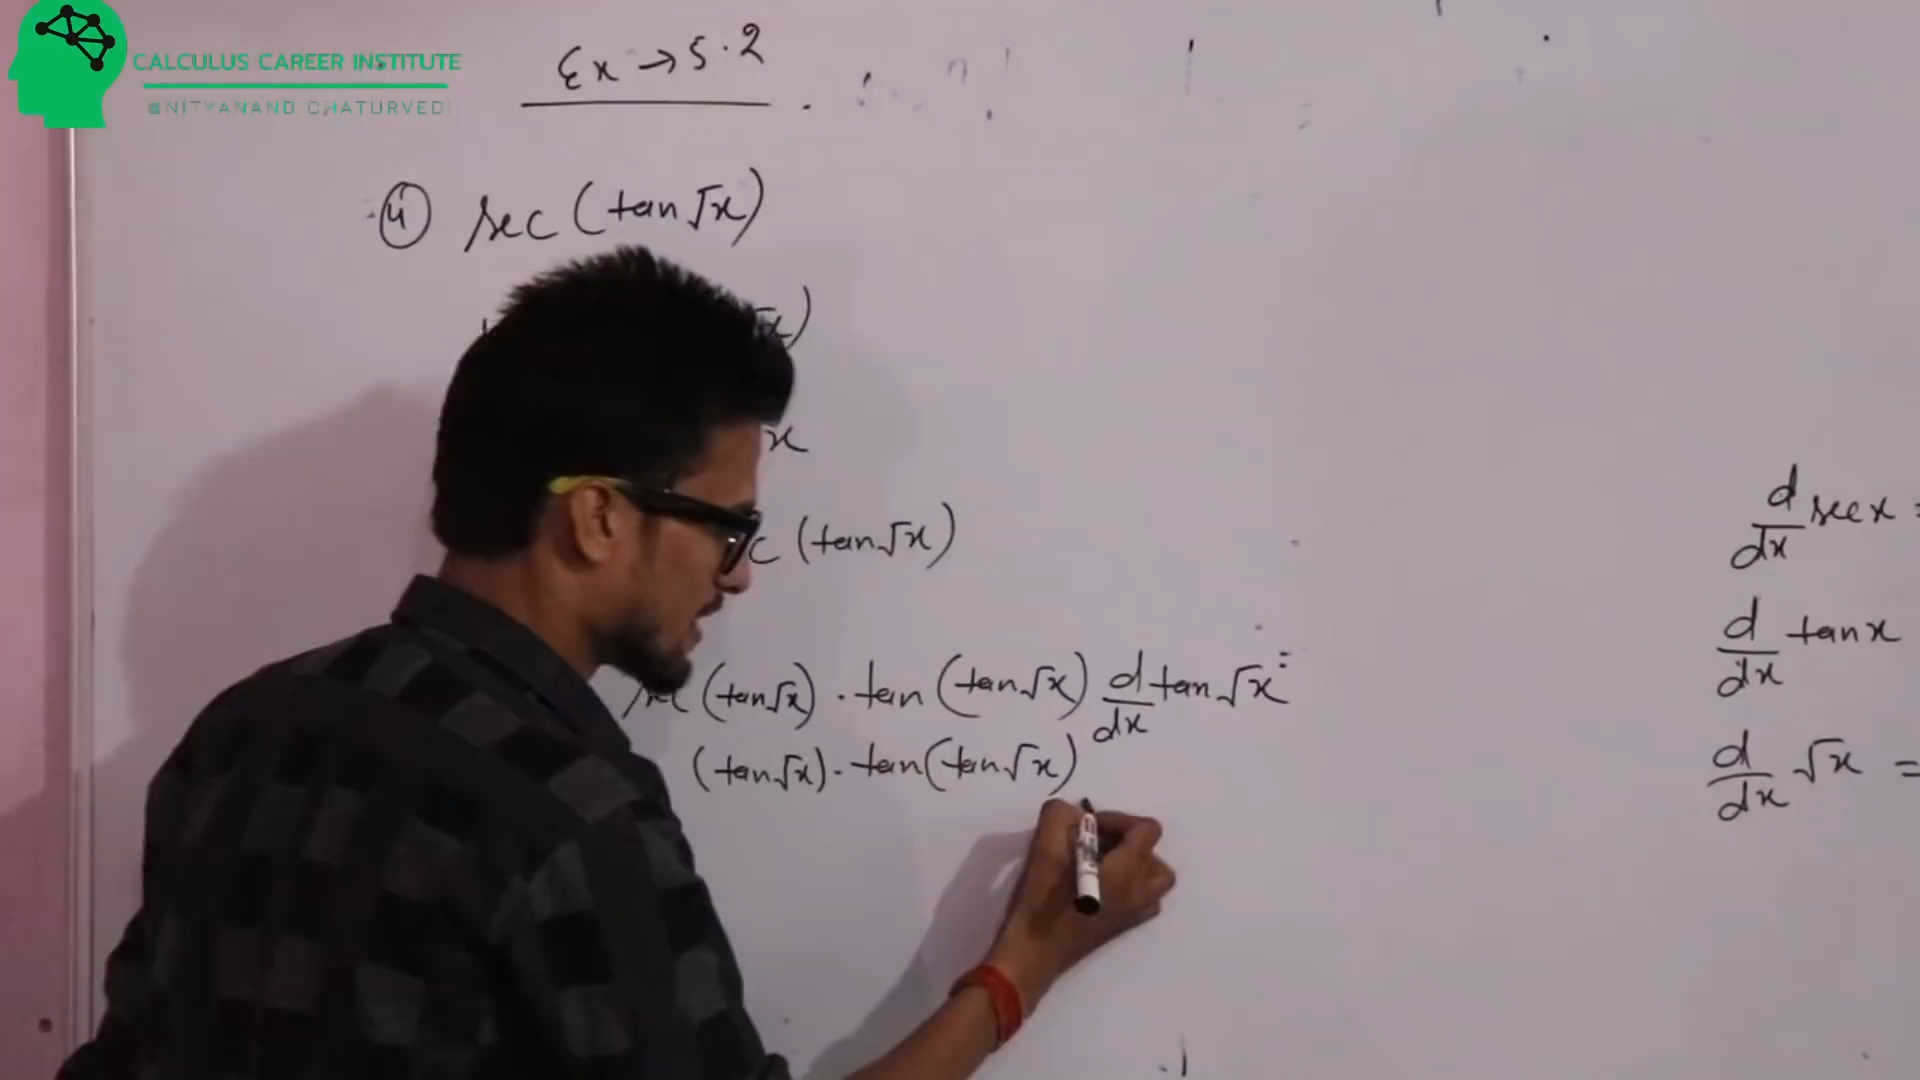 CALCULUS CAREER INSTITUTE
@NITYANAND CHATURVEDI
Ex → 5.2
④ sec (tan √x)
√x)
x
c (tan √x)
sec (tan √x) · tan (tan √x) d/dx tan √x =
(tan √x) · tan (tan √x)
d/dx sec x =
d/dx tan x
d/dx √x =